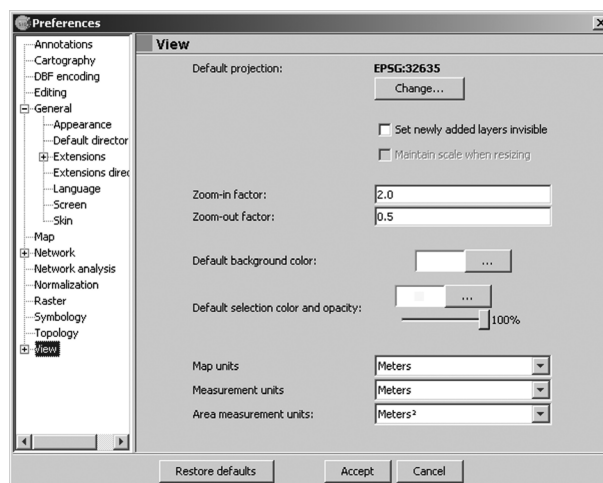 Preferences
Annotations
Cartography
DBF encoding
Editing
General
Appearance
Default director
Extensions
Extensions direc
Language
Screen
Skin
Map
Network
Network analysis
Normalization
Raster
Symbology
Topology
View
View
Default projection: EPSG:32635
Change...
Set newly added layers invisible
Maintain scale when resizing
Zoom-in factor: 2.0
Zoom-out factor: 0.5
Default background color: ...
Default selection color and opacity: ...
100%
Map units Meters
Measurement units Meters
Area measurement units: Meters²
Restore defaults Accept Cancel